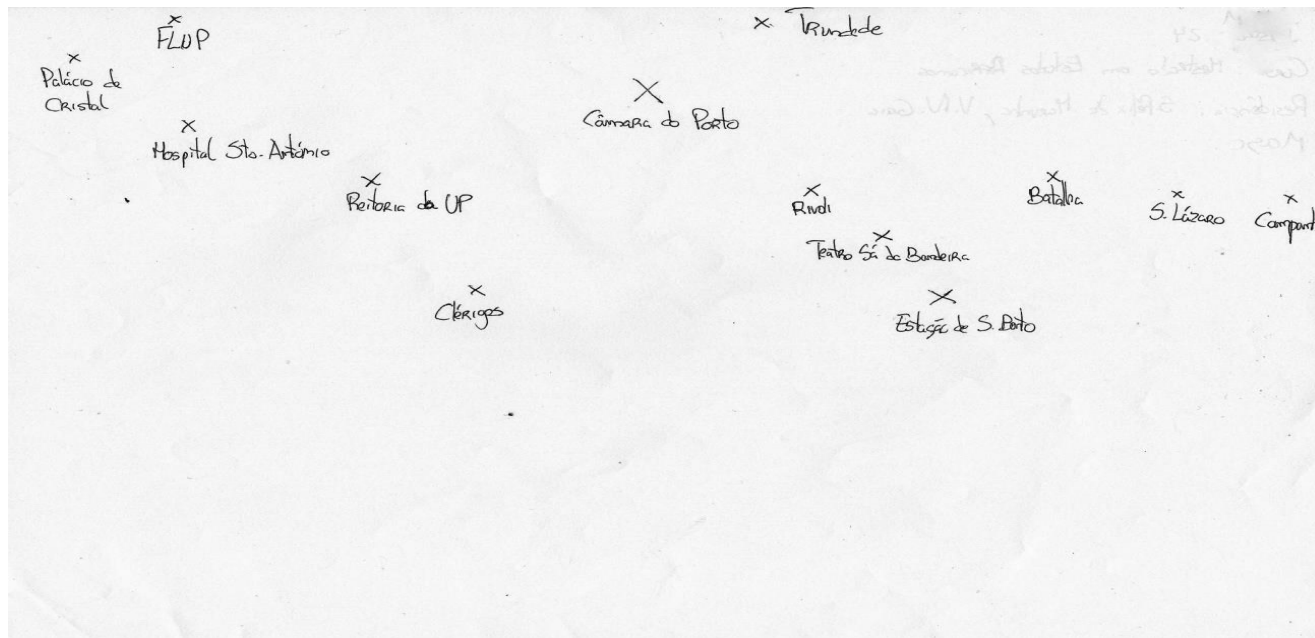 FLUP
Trindade
Palácio de
Cristal
Câmara do Porto
Hospital Sto. António
Reitoria da UP
Rivoli
Batalha
S. Lázaro
Campanh
Teatro Sá da Bandeira
Clérigos
Estação de S. Bento